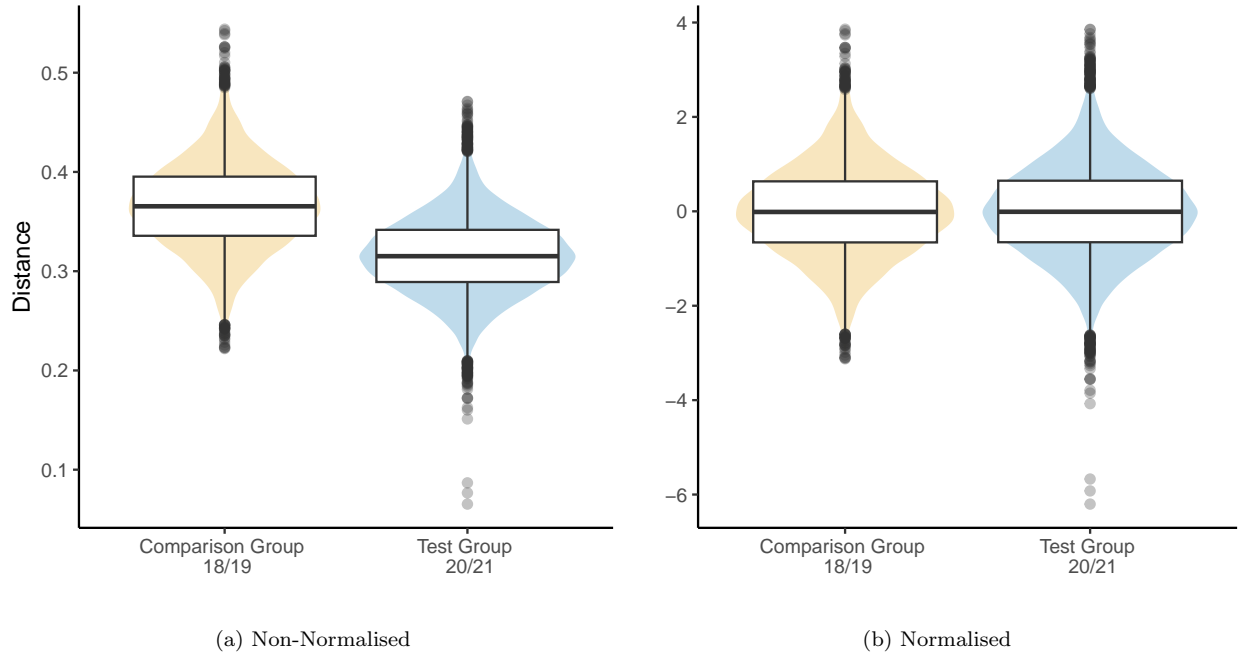 Distance
0.5
0.4
0.3
0.2
0.1
Comparison Group
18/19
Test Group
20/21
(a) Non-Normalised
4
2
0
−2
−4
−6
Comparison Group
18/19
Test Group
20/21
(b) Normalised